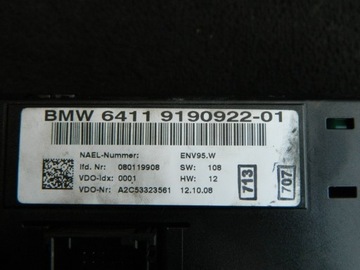 BMW 6411 9190922-01
NAEL-Nummer: ENV95.W
lfd. Nr: 080119908 SW: 108
VDO-idx: 0001 HW: 12
VDO-Nr: A2C53323561 12.10.08
713
707